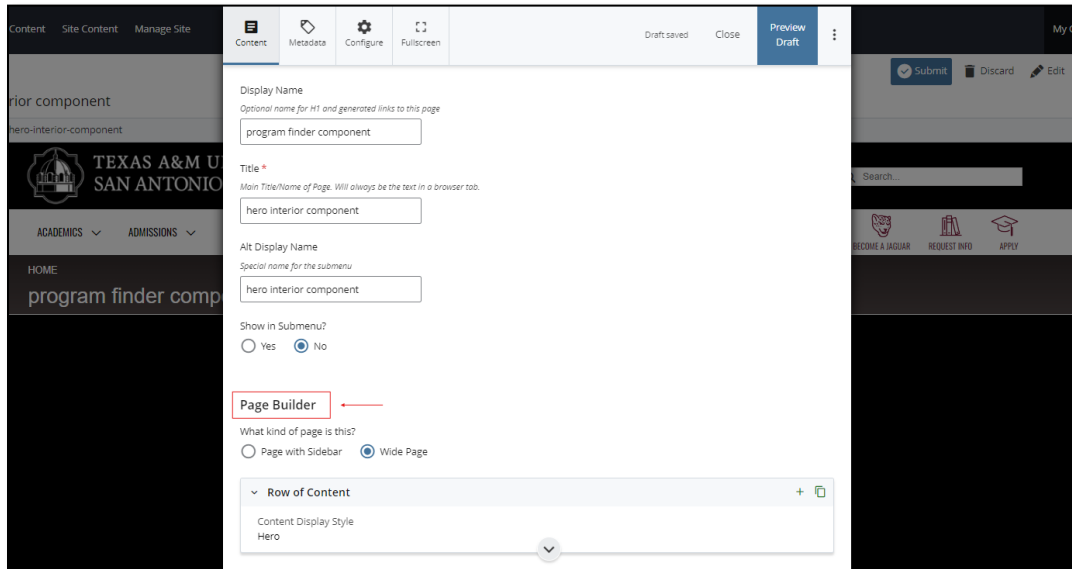 Content Site Content Manage Site
Content Metadata Configure Fullscreen
Draft saved Close Preview Draft
My
Submit Discard Edit
rior component
hero-interior-component
TEXAS A&M U
SAN ANTONIO
Search...
ACADEMICS ADMISSIONS
BECOME A JAGUAR REQUEST INFO APPLY
HOME
program finder comp
Display Name
Optional name for H1 and generated links to this page
program finder component
Title *
Main Title/Name of Page. Will always be the text in a browser tab.
hero interior component
Alt Display Name
Special name for the submenu
hero interior component
Show in Submenu?
Yes No
Page Builder
What kind of page is this?
Page with Sidebar Wide Page
Row of Content
Content Display Style
Hero